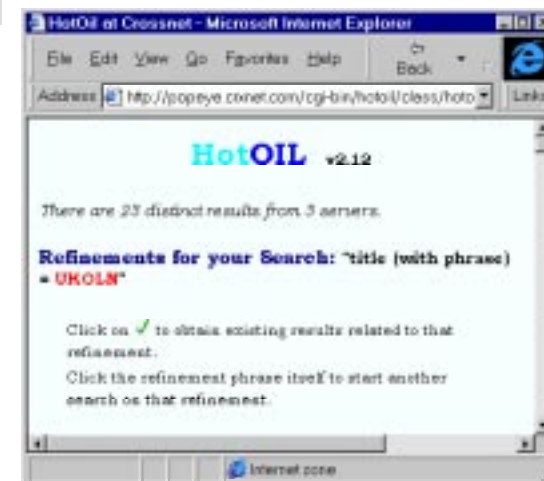 HotOil at Crossnet - Microsoft Internet Explorer
File Edit View Go Favorites Help
Back
Address http://popeye.crxnet.com/cgi-bin/hotoil/class/hoto Links
HotOIL v2.12
There are 23 distinct results from 3 servers.
Refinements for your Search: "title (with phrase)
= UKOLN"
Click on ✓ to obtain existing results related to that
refinement.
Click the refinement phrase itself to start another
search on that refinement.
Internet zone